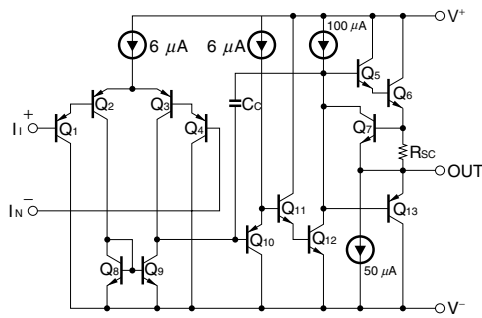 V+
6 μA
6 μA
100 μA
Q5
Q6
Q2
Q3
CC
II
+
Q1
Q4
Q7
RSC
OUT
IN
−
Q11
Q13
Q10
Q12
Q8
Q9
50 μA
V−